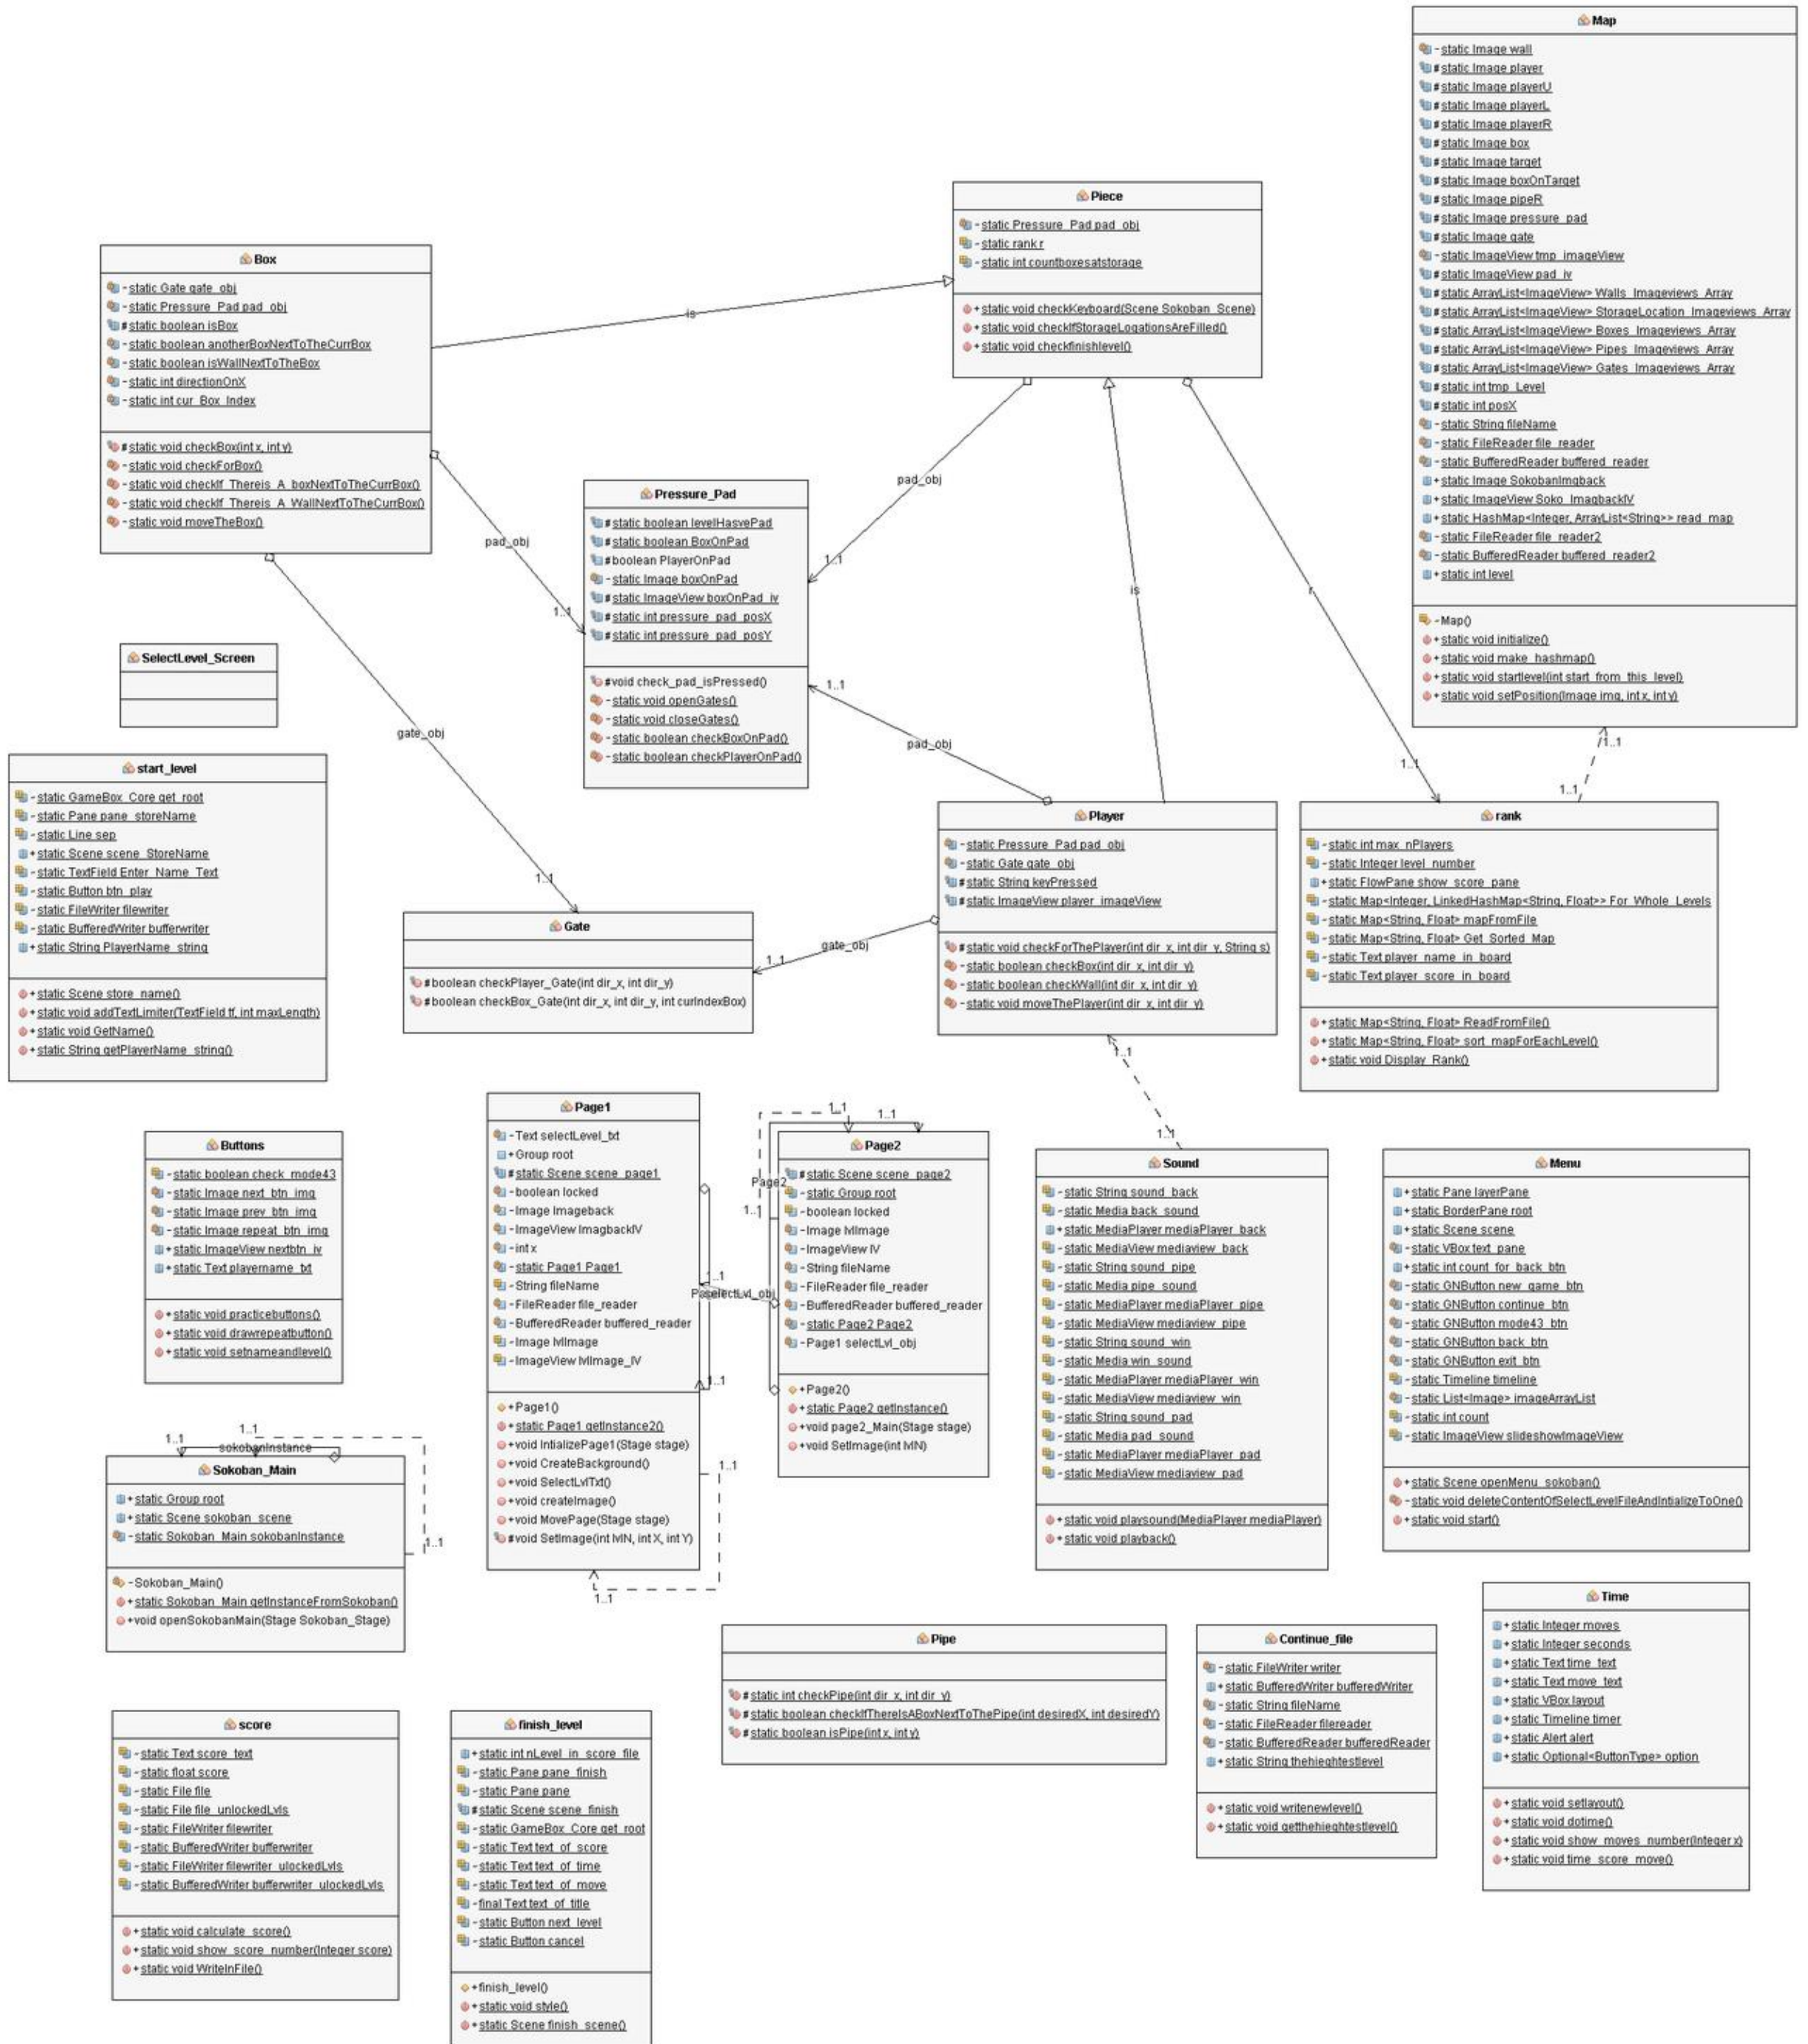 Map
- static Image wall
# static Image player
# static Image playerU
# static Image playerL
# static Image playerR
# static Image box
# static Image target
# static Image boxOnTarget
# static Image pipeR
# static Image pressure_pad
# static Image gate
- static ImageView tmp_imageView
# static ImageView pad_iv
# static ArrayList<ImageView> Walls_Imageviews_Array
# static ArrayList<ImageView> StorageLocation_Imageviews_Array
# static ArrayList<ImageView> Boxes_Imageviews_Array
# static ArrayList<ImageView> Pipes_Imageviews_Array
# static ArrayList<ImageView> Gates_Imageviews_Array
# static int tmp_Level
# static int posX
- static String fileName
- static FileReader file_reader
- static BufferedReader buffered_reader
+ static Image SokobanImgback
+ static ImageView Soko_ImagbackIV
+ static HashMap<Integer, ArrayList<String>> read_map
- static FileReader file_reader2
- static BufferedReader buffered_reader2
+ static int level
- Map()
+ static void initialize()
+ static void make_hashmap()
+ static void startlevel(int start_from_this_level)
+ static void setPosition(Image img, int x, int y)
Piece
- static Pressure_Pad pad_obj
- static rank r
- static int countboxesatstorage
+ static void checkKeyboard(Scene Sokoban_Scene)
+ static void checkIfStorageLogationsAreFilled()
+ static void checkfinishlevel()
Box
- static Gate gate_obj
- static Pressure_Pad pad_obj
# static boolean isBox
- static boolean anotherBoxNextToTheCurrBox
- static boolean isWallNextToTheBox
- static int directionOnX
- static int cur_Box_Index
# static void checkBox(int x, int y)
- static void checkForBox()
- static void checkIf_Thereis_A_boxNextToTheCurrBox()
- static void checkIf_Thereis_A_WallNextToTheCurrBox()
- static void moveTheBox()
is
pad_obj
1..1
gate_obj
1..1
pad_obj
1..1
is
r
1..1
1..1
1..1
Pressure_Pad
# static boolean levelHasvePad
# static boolean BoxOnPad
# boolean PlayerOnPad
- static Image boxOnPad
# static ImageView boxOnPad_iv
# static int pressure_pad_posX
# static int pressure_pad_posY
# void check_pad_isPressed()
- static void openGates()
- static void closeGates()
- static boolean checkBoxOnPad()
- static boolean checkPlayerOnPad()
1..1
pad_obj
SelectLevel_Screen
start_level
- static GameBox_Core get_root
- static Pane pane_storeName
- static Line sep
+ static Scene scene_StoreName
- static TextField Enter_Name_Text
- static Button btn_play
- static FileWriter filewriter
- static BufferedWriter bufferwriter
+ static String PlayerName_string
+ static Scene store_name()
+ static void addTextLimiter(TextField tf, int maxLength)
+ static void GetName()
+ static String getPlayerName_string()
Player
- static Pressure_Pad pad_obj
- static Gate gate_obj
# static String keyPressed
# static ImageView player_imageView
# static void checkForThePlayer(int dir_x, int dir_y, String s)
- static boolean checkBox(int dir_x, int dir_y)
- static boolean checkWall(int dir_x, int dir_y)
- static void moveThePlayer(int dir_x, int dir_y)
rank
- static int max_nPlayers
- static Integer level_number
+ static FlowPane show_score_pane
- static Map<Integer, LinkedHashMap<String, Float>> For_Whole_Levels
- static Map<String, Float> mapFromFile
- static Map<String, Float> Get_Sorted_Map
- static Text player_name_in_board
- static Text player_score_in_board
+ static Map<String, Float> ReadFromFile()
+ static Map<String, Float> sort_mapForEachLevel()
+ static void Display_Rank()
Gate
# boolean checkPlayer_Gate(int dir_x, int dir_y)
# boolean checkBox_Gate(int dir_x, int dir_y, int curIndexBox)
gate_obj
1..1
1..1
1..1
Page1
- Text selectLevel_txt
+ Group root
# static Scene scene_page1
- boolean locked
- Image Imageback
- ImageView ImagbackIV
- int x
- static Page1 Page1
- String fileName
- FileReader file_reader
- BufferedReader buffered_reader
- Image lvlImage
- ImageView lvlImage_IV
+ Page1()
+ static Page1 getInstance2()
+ void IntializePage1(Stage stage)
+ void CreateBackground()
+ void SelectLvlTxt()
+ void createImage()
+ void MovePage(Stage stage)
# void SetImage(int lvlN, int X, int Y)
1..1
1..1
1..1
1..1
selectLvl_obj
1..1
1..1
Page2
1..1
Page2
# static Scene scene_page2
- static Group root
- boolean locked
- Image lvlImage
- ImageView IV
- String fileName
- FileReader file_reader
- BufferedReader buffered_reader
- static Page2 Page2
- Page1 selectLvl_obj
+ Page2()
+ static Page2 getInstance()
+ void page2_Main(Stage stage)
+ void SetImage(int lvlN)
Buttons
- static boolean check_mode43
- static Image next_btn_img
- static Image prev_btn_img
- static Image repeat_btn_img
+ static ImageView nextbtn_iv
+ static Text playername_txt
+ static void practicebuttons()
+ static void drawrepeatbutton()
+ static void setnameandlevel()
Sound
- static String sound_back
- static Media back_sound
+ static MediaPlayer mediaPlayer_back
- static MediaView mediaview_back
- static String sound_pipe
- static Media pipe_sound
- static MediaPlayer mediaPlayer_pipe
- static MediaView mediaview_pipe
- static String sound_win
- static Media win_sound
- static MediaPlayer mediaPlayer_win
- static MediaView mediaview_win
- static String sound_pad
- static Media pad_sound
- static MediaPlayer mediaPlayer_pad
- static MediaView mediaview_pad
+ static void playsound(MediaPlayer mediaPlayer)
+ static void playback()
Menu
+ static Pane layerPane
+ static BorderPane root
+ static Scene scene
- static VBox text_pane
+ static int count_for_back_btn
- static GNButton new_game_btn
- static GNButton continue_btn
- static GNButton mode43_btn
- static GNButton back_btn
- static GNButton exit_btn
- static Timeline timeline
- static List<Image> imageArrayList
- static int count
- static ImageView slideshowImageView
+ static Scene openMenu_sokoban()
- static void deleteContentOfSelectLevelFileAndIntializeToOne()
+ static void start()
1..1
1..1
sokobanInstance
1..1
Sokoban_Main
+ static Group root
+ static Scene sokoban_scene
- static Sokoban_Main sokobanInstance
- Sokoban_Main()
+ static Sokoban_Main getInstanceFromSokoban()
+ void openSokobanMain(Stage Sokoban_Stage)
Time
+ static Integer moves
+ static Integer seconds
+ static Text time_text
+ static Text move_text
+ static VBox layout
+ static Timeline timer
+ static Alert alert
+ static Optional<ButtonType> option
+ static void setlayout()
+ static void dotime()
+ static void show_moves_number(Integer x)
+ static void time_score_move()
Pipe
# static int checkPipe(int dir_x, int dir_y)
# static boolean checkIfThereIsABoxNextToThePipe(int desiredX, int desiredY)
# static boolean isPipe(int x, int y)
Continue_file
- static FileWriter writer
+ static BufferedWriter bufferedWriter
- static String fileName
- static FileReader filereader
- static BufferedReader bufferedReader
+ static String thehieghtestlevel
+ static void writenewlevel()
+ static void getthehieghtestlevel()
score
- static Text score_text
- static float score
- static File file
- static File file_unlockedLvls
- static FileWriter filewriter
- static BufferedWriter bufferwriter
- static FileWriter filewriter_ulockedLvls
- static BufferedWriter bufferwriter_ulockedLvls
+ static void calculate_score()
+ static void show_score_number(Integer score)
+ static void WriteInFile()
finish_level
+ static int nLevel_in_score_file
- static Pane pane_finish
- static Pane pane
# static Scene scene_finish
- static GameBox_Core get_root
- static Text text_of_score
- static Text text_of_time
- static Text text_of_move
- final Text text_of_title
- static Button next_level
- static Button cancel
+ finish_level()
+ static void style()
+ static Scene finish_scene()